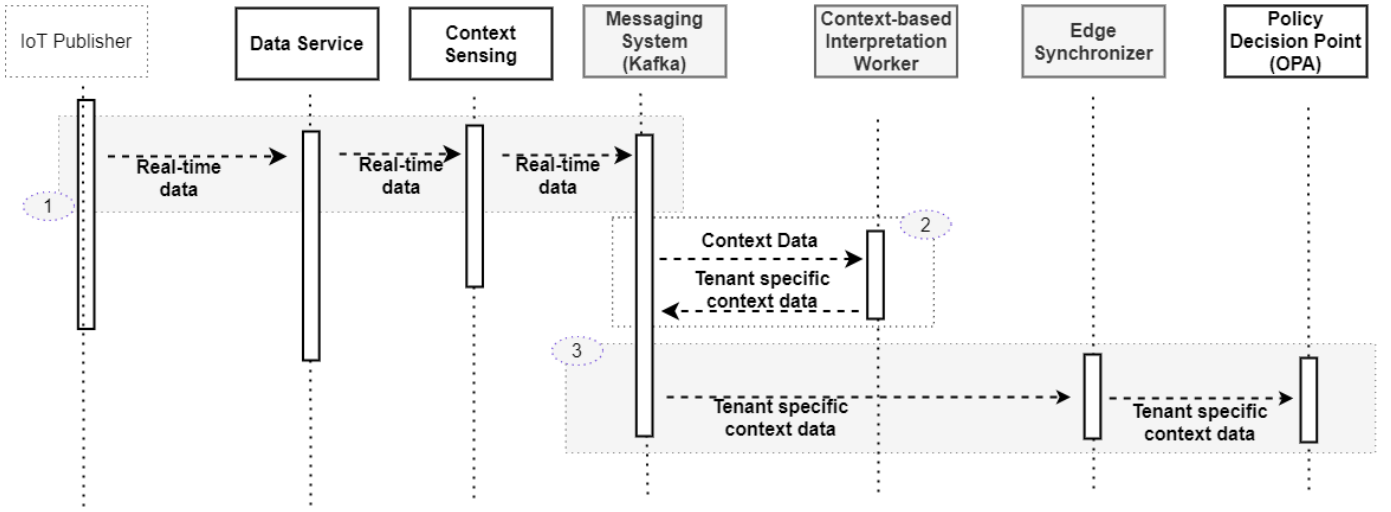 IoT Publisher
Data Service
Context
Sensing
Messaging
System
(Kafka)
Context-based
Interpretation
Worker
Edge
Synchronizer
Policy
Decision Point
(OPA)
Real-time
data
Real-time
data
Real-time
data
1
2
Context Data
Tenant specific
context data
3
Tenant specific
context data
Tenant specific
context data